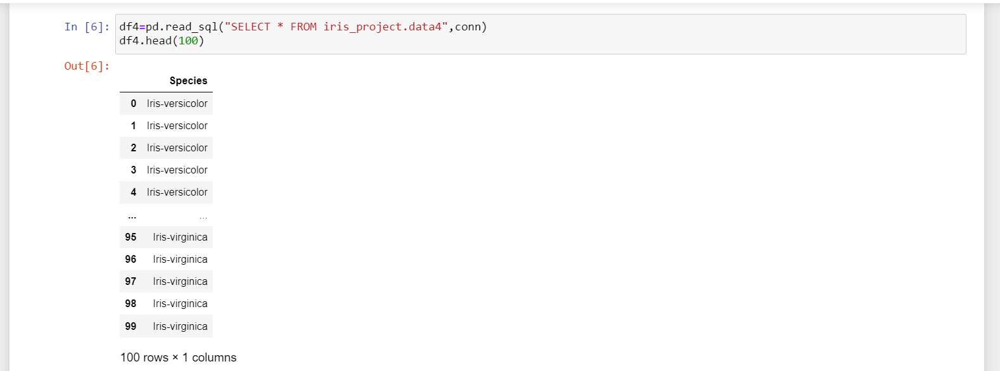 In [6]: df4=pd.read_sql("SELECT * FROM iris_project.data4",conn)
df4.head(100)
Out[6]:
Species
0 Iris-versicolor
1 Iris-versicolor
2 Iris-versicolor
3 Iris-versicolor
4 Iris-versicolor
... ...
95 Iris-virginica
96 Iris-virginica
97 Iris-virginica
98 Iris-virginica
99 Iris-virginica
100 rows × 1 columns